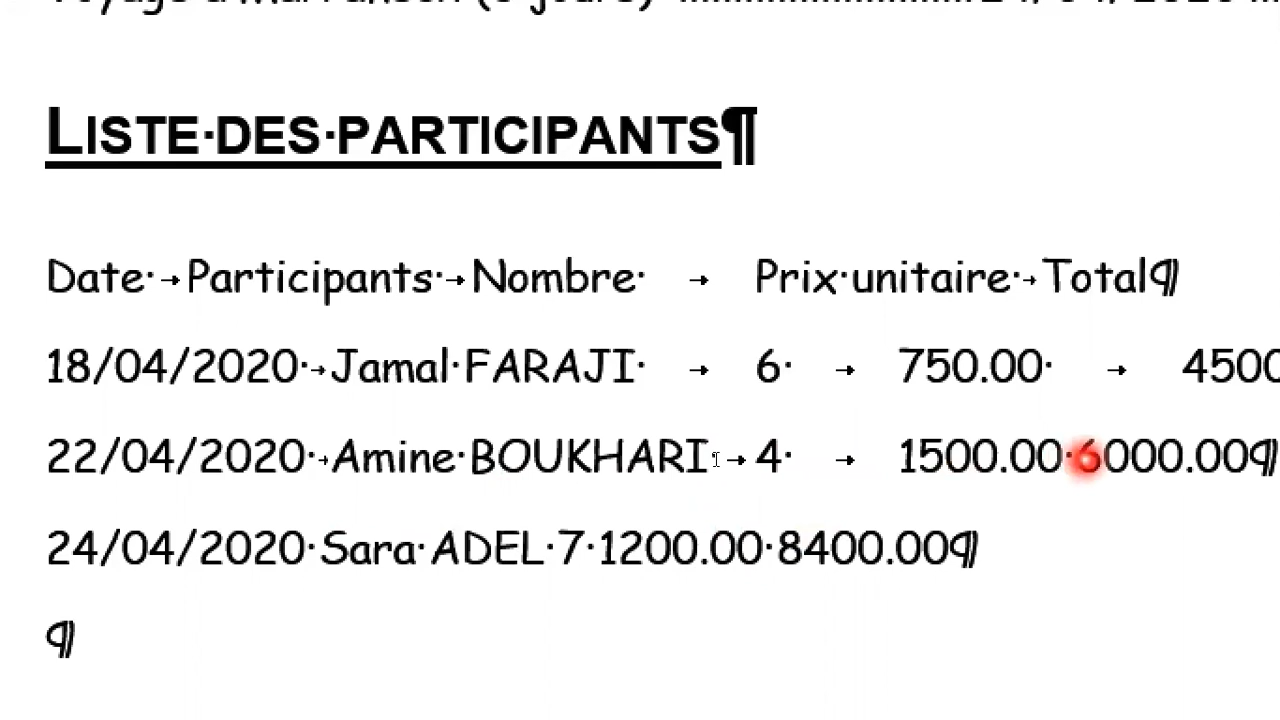 LISTE·DES·PARTICIPANTS¶
Date·→Participants·→Nombre· → Prix·unitaire·→Total¶
18/04/2020·→Jamal·FARAJI· → 6· → 750.00· → 4500
22/04/2020·→Amine·BOUKHARI·→4· → 1500.00·6000.00¶
24/04/2020·Sara·ADEL·7·1200.00·8400.00¶
¶